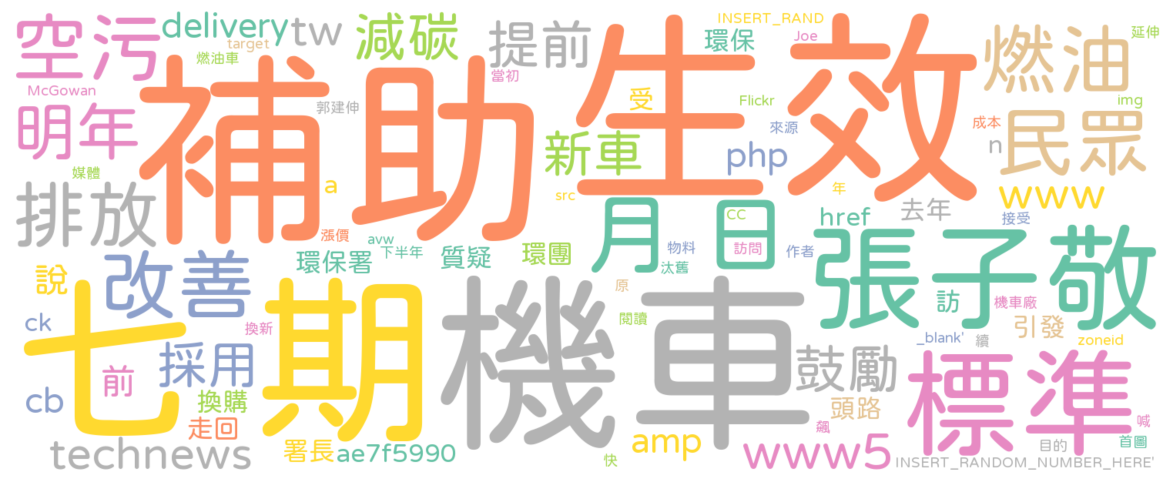 空污
delivery
tw
減碳
提前
INSERT_RAND
環保
Joe
燃油
延伸
target
燃油車
當初
McGowan
郭建伸
受
Flickr
img
明年
補助
生效
來源
成本
民眾
n
新車
php
媒體
a
年
www
src
排放
月
日
CC
href
去年
接受
漲價
avw
下半年
環保署
質疑
環團
物料
訪問
作者
汰舊
張子敬
改善
說
原
訪
機車廠
七期
機車
閱讀
引發
ck
換新
_blank'
續
zoneid
採用
前
鼓勵
標準
cb
換購
頭路
走回
飆
喊
technews
署長
ae7f5990
快
amp
www5
目的
首圖
INSERT_RANDOM_NUMBER_HERE'